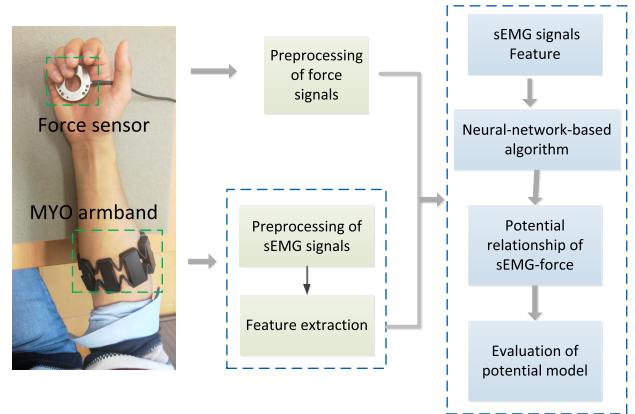 Force sensor
MYO armband
Preprocessing
of force
signals
Preprocessing of
sEMG signals
Feature extraction
sEMG signals
Feature
Neural-network-based
algorithm
Potential
relationship of
sEMG-force
Evaluation of
potential model